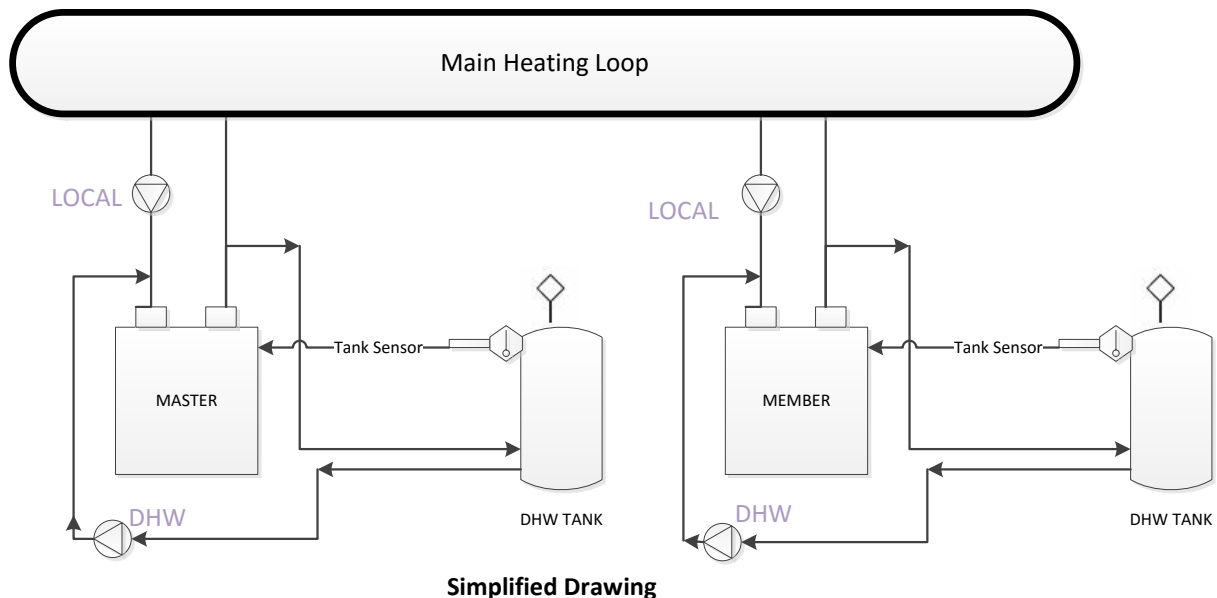 Main Heating Loop
LOCAL
LOCAL
Tank Sensor
Tank Sensor
MASTER
MEMBER
DHW
DHW TANK
DHW
DHW TANK
Simplified Drawing